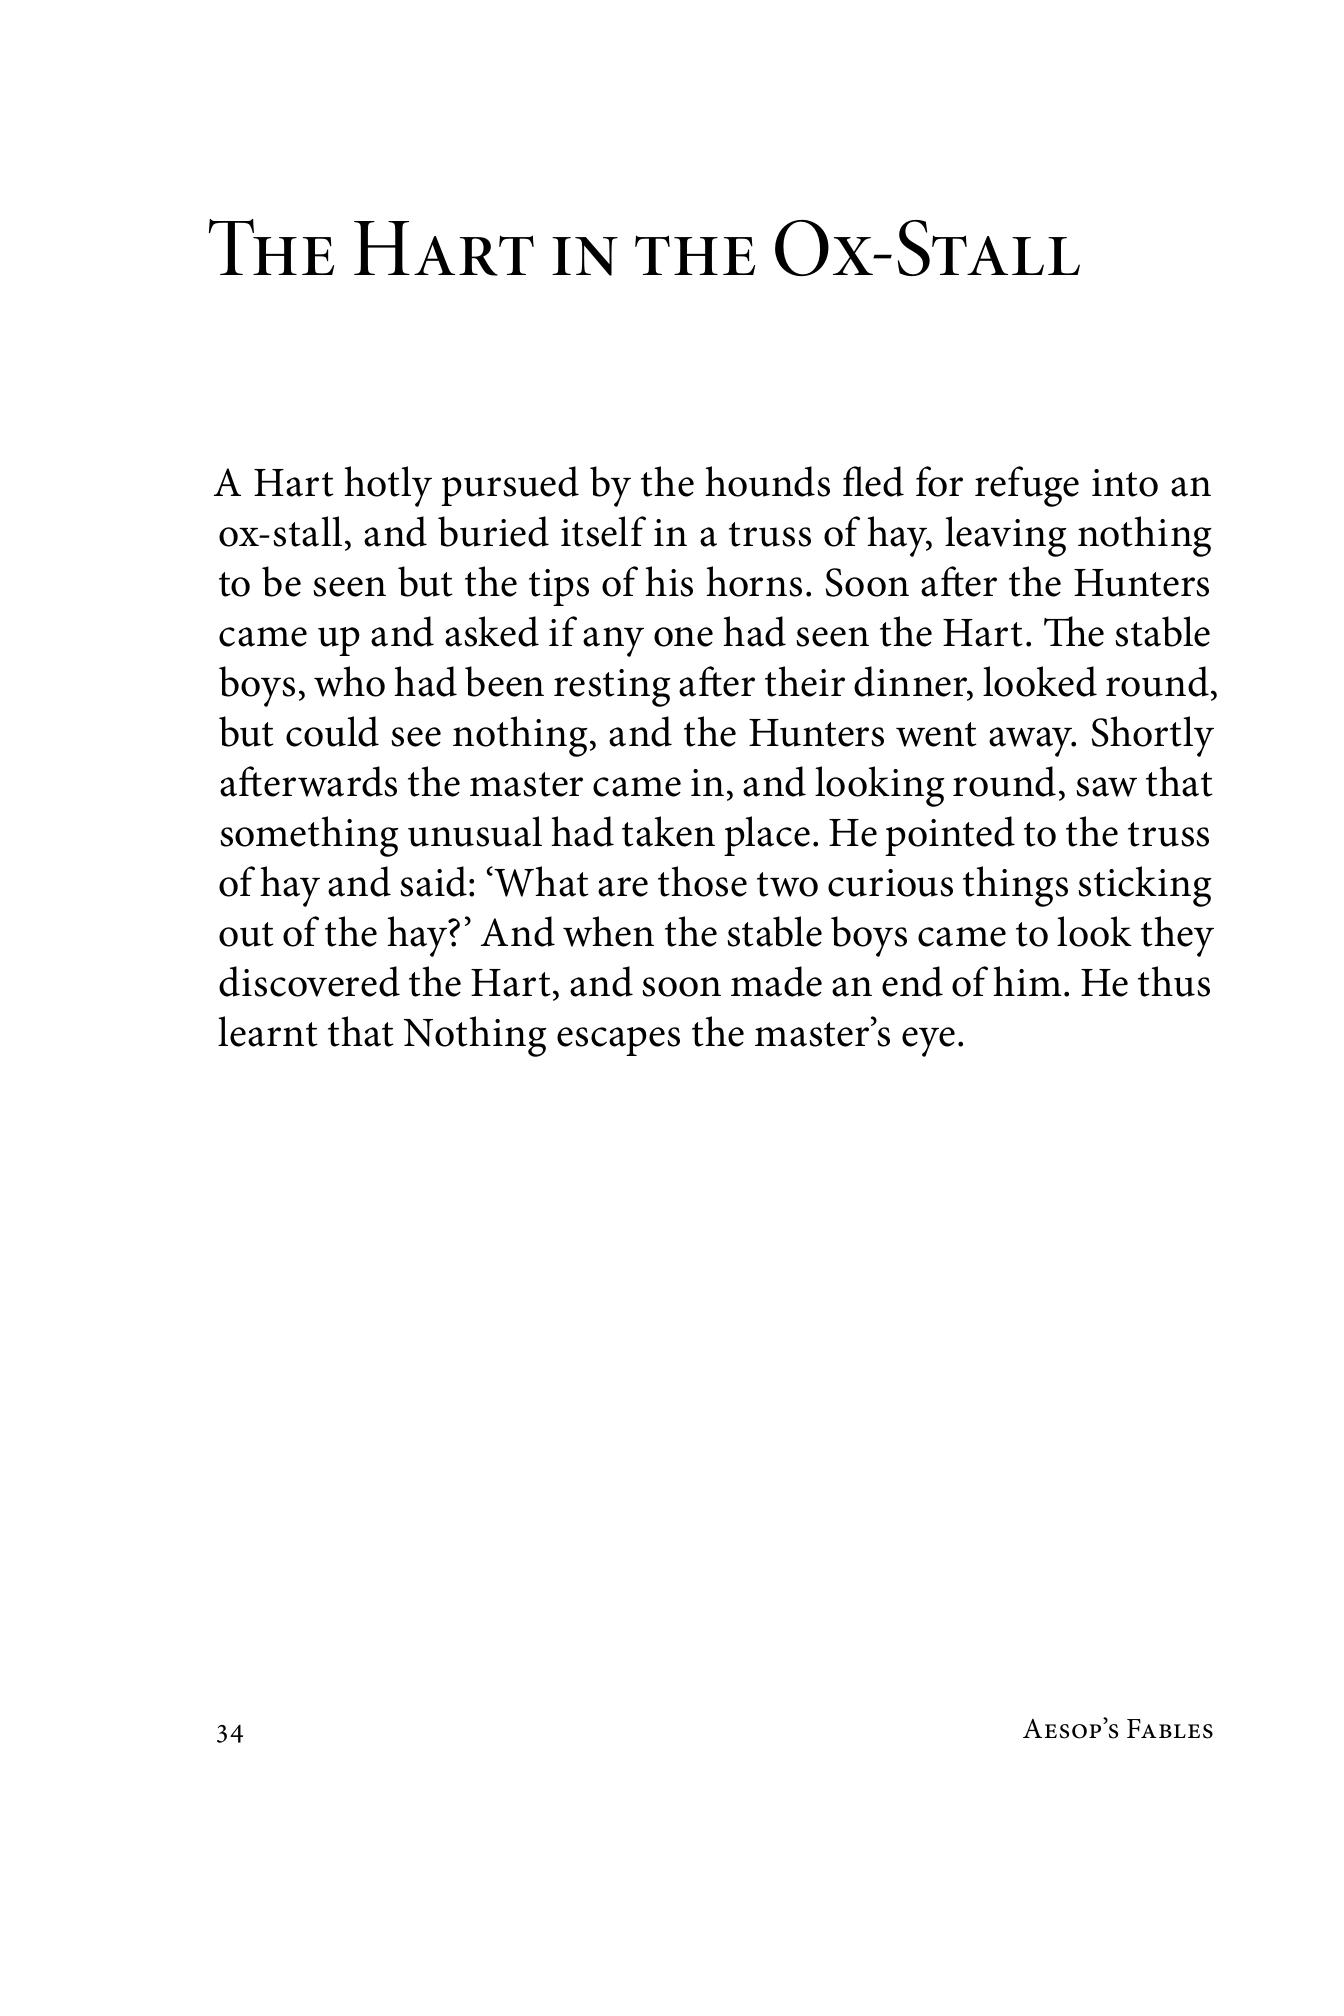 The Hart in the Ox-Stall
A Hart hotly pursued by the hounds fled for refuge into an
ox-stall, and buried itself in a truss of hay, leaving nothing
to be seen but the tips of his horns. Soon after the Hunters
came up and asked if any one had seen the Hart. The stable
boys, who had been resting after their dinner, looked round,
but could see nothing, and the Hunters went away. Shortly
afterwards the master came in, and looking round, saw that
something unusual had taken place. He pointed to the truss
of hay and said: ‘What are those two curious things sticking
out of the hay?’ And when the stable boys came to look they
discovered the Hart, and soon made an end of him. He thus
learnt that Nothing escapes the master’s eye.
34
Aesop’s Fables